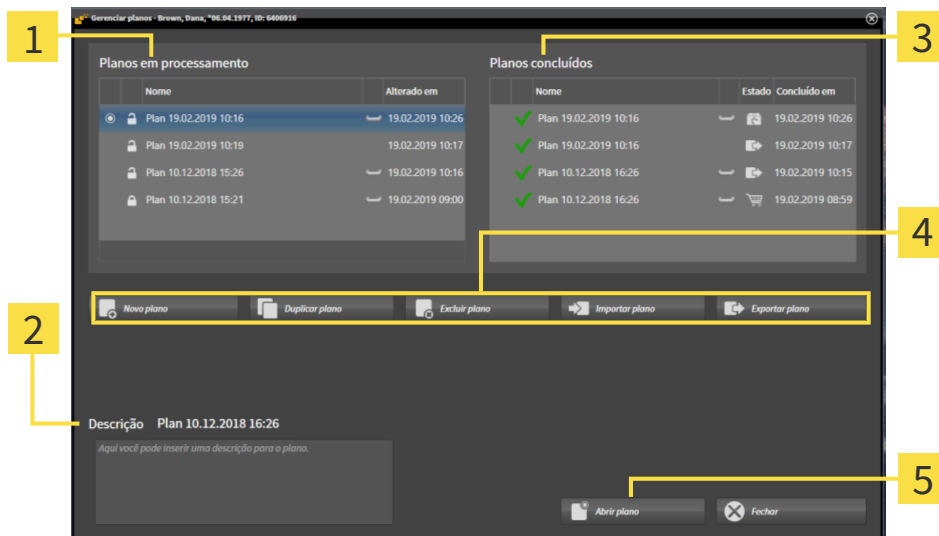 Gerenciar planos - Brown, Dana, *06.04.1977, ID: 6406916
1
3
Planos em processamento
Nome Alterado em
Plan 19.02.2019 10:16 19.02.2019 10:26
Plan 19.02.2019 10:19 19.02.2019 10:17
Plan 10.12.2018 15:26 19.02.2019 10:16
Plan 10.12.2018 15:21 19.02.2019 09:00
Planos concluídos
Nome Estado Concluído em
Plan 19.02.2019 10:16 19.02.2019 10:26
Plan 19.02.2019 10:16 19.02.2019 10:17
Plan 10.12.2018 16:26 19.02.2019 10:15
Plan 10.12.2018 16:26 19.02.2019 08:59
4
Novo plano Duplicar plano Excluir plano Importar plano Exportar plano
2
Descrição Plan 10.12.2018 16:26
Aqui você pode inserir uma descrição para o plano.
5
Abrir plano Fechar